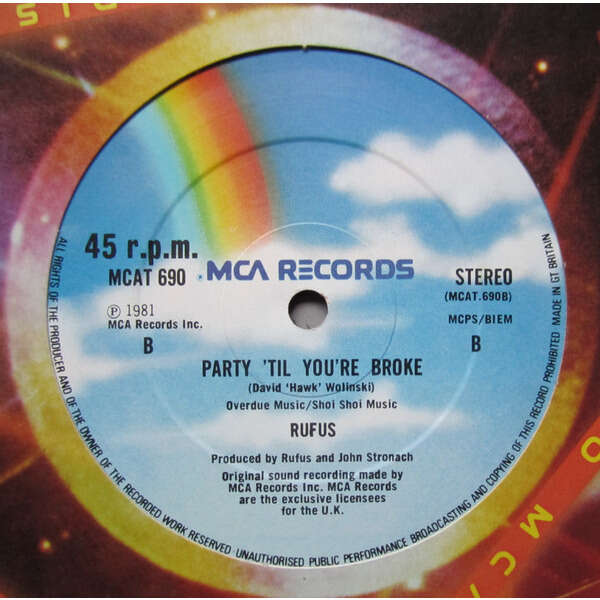 45 r.p.m.
MCAT 690
MCA RECORDS
STEREO
(MCAT.690B)
Ⓟ 1981
MCA Records Inc.
MCPS/BIEM
B
B
PARTY 'TIL YOU'RE BROKE
(David 'Hawk' Wolinski)
Overdue Music/Shoi Shoi Music
RUFUS
Produced by Rufus and John Stronach
Original sound recording made by
MCA Records Inc. MCA Records
are the exclusive licensees
for the U.K.
ALL RIGHTS OF THE PRODUCER AND OF THE OWNER OF THE RECORDED WORK RESERVED UNAUTHORISED PUBLIC PERFORMANCE BROADCASTING AND COPYING OF THIS RECORD PROHIBITED MADE IN GT BRITAIN
MCA